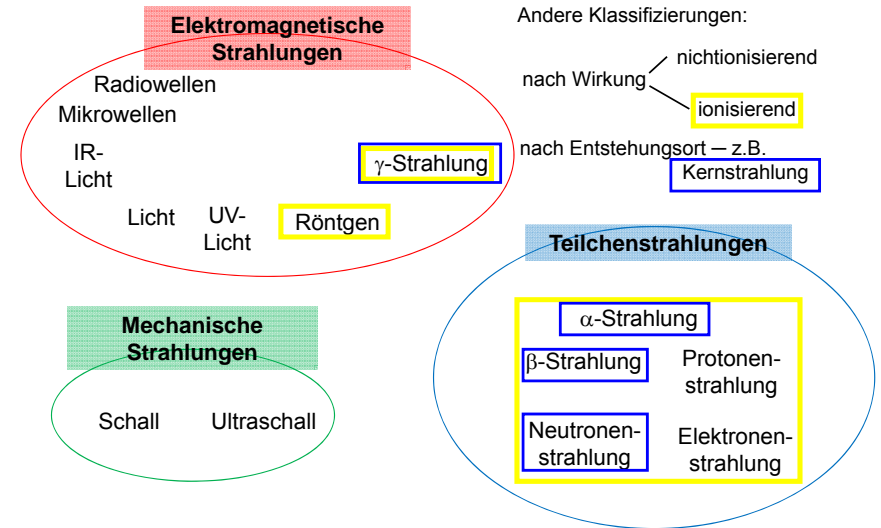 Elektromagnetische
Strahlungen
Radiowellen
Mikrowellen
IR-
Licht
Licht
UV-
Licht
Röntgen
γ-Strahlung
Andere Klassifizierungen:
nach Wirkung
nichtionisierend
ionisierend
nach Entstehungsort – z.B.
Kernstrahlung
Mechanische
Strahlungen
Schall
Ultraschall
Teilchenstrahlungen
α-Strahlung
β-Strahlung
Protonen-
strahlung
Neutronen-
strahlung
Elektronen-
strahlung